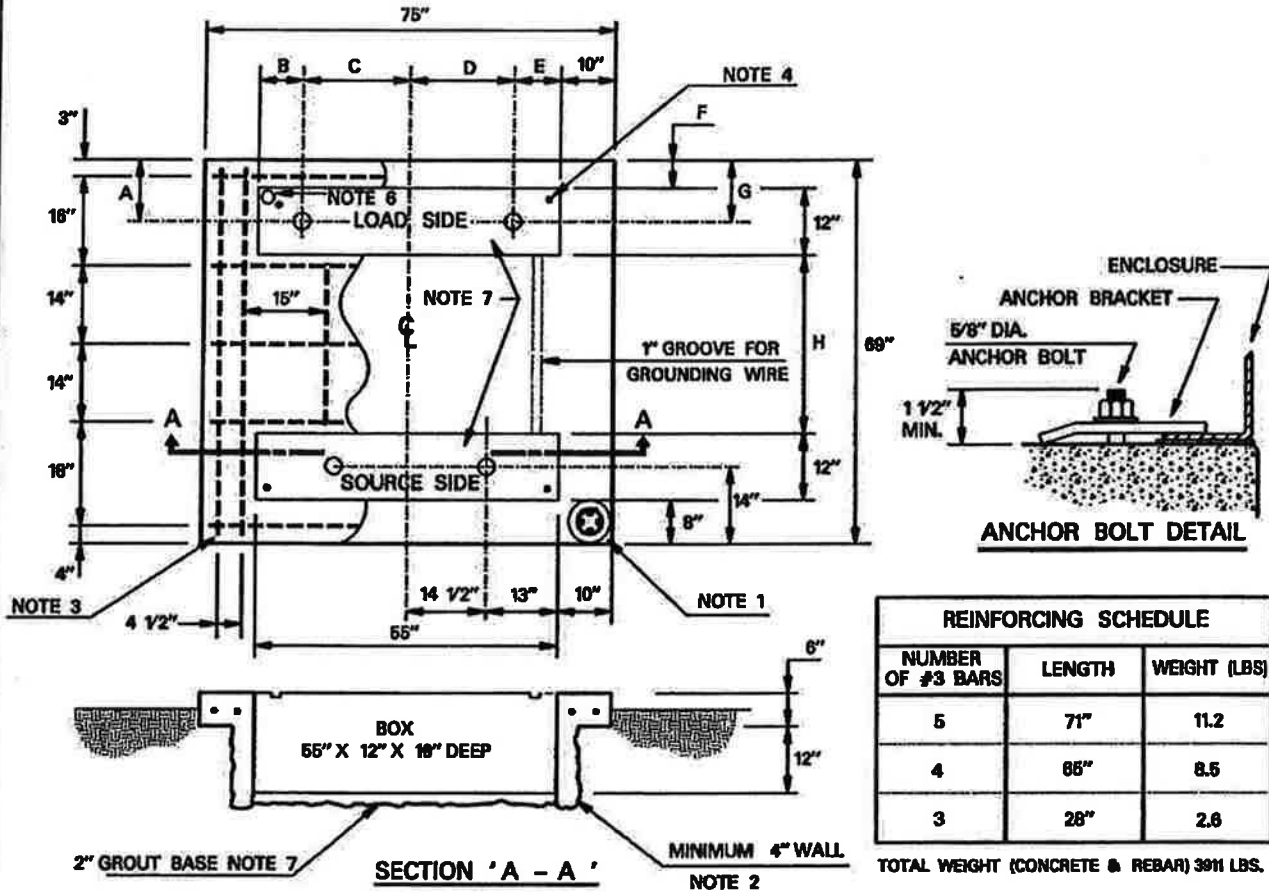 75"
B
C
D
E
10"
NOTE 4
3"
F
A
G
NOTE 6
LOAD SIDE
16"
12"
NOTE 7
15"
14"
℄
1" GROOVE FOR
GROUNDING WIRE
H
69"
14"
A
A
16"
SOURCE SIDE
12"
14"
8"
4"
NOTE 3
4 1/2"
14 1/2"
13"
10"
NOTE 1
55"
ENCLOSURE
ANCHOR BRACKET
5/8" DIA.
ANCHOR BOLT
1 1/2"
MIN.
ANCHOR BOLT DETAIL
6"
BOX
55" X 12" X 18" DEEP
12"
2" GROUT BASE NOTE 7
SECTION 'A - A'
MINIMUM 4" WALL
NOTE 2
REINFORCING SCHEDULE
NUMBER OF #3 BARS LENGTH WEIGHT (LBS)
5 71" 11.2
4 65" 8.5
3 28" 2.6
TOTAL WEIGHT (CONCRETE & REBAR) 3911 LBS.